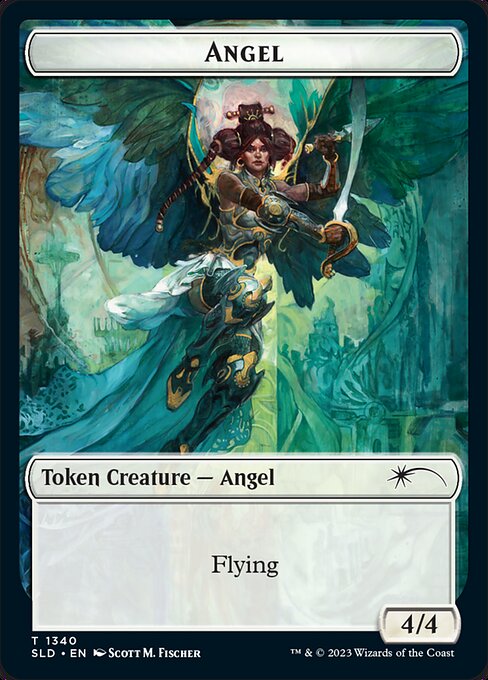 Angel
Token Creature — Angel
Flying
4/4
T 1340
SLD • EN Scott M. Fischer
™ & © 2023 Wizards of the Coast